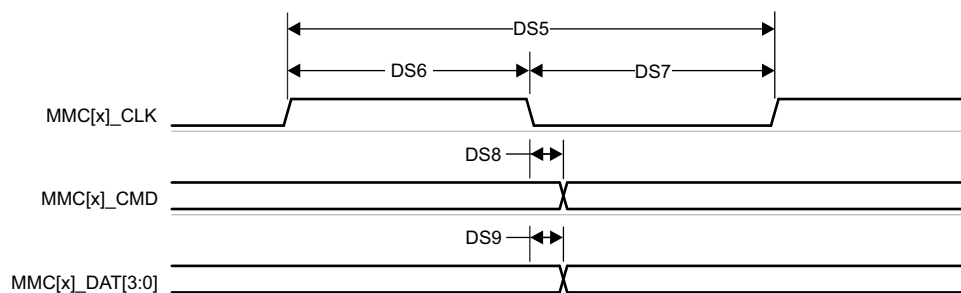 DS5
DS6 DS7
MMC[x]_CLK
DS8
MMC[x]_CMD
DS9
MMC[x]_DAT[3:0]